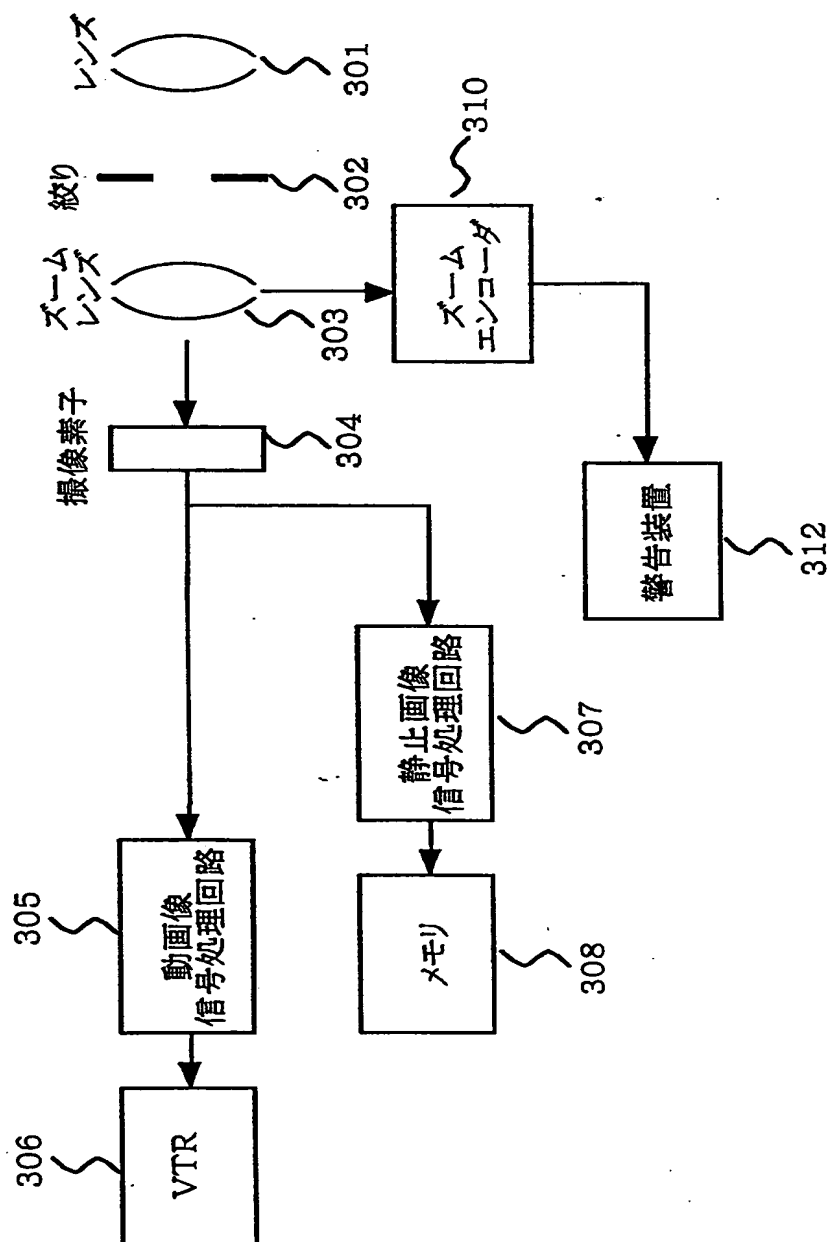 レンズ
301
絞り
302
ズーム
レンズ
303
撮像素子
304
310
ズーム
エンコーダ
警告装置
312
305
動画像
信号処理回路
静止画像
信号処理回路
307
306
VTR
メモリ
308